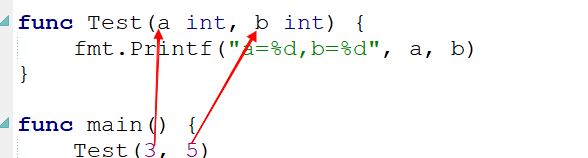 func Test(a int, b int) {
    fmt.Printf("a=%d,b=%d", a, b)
}
func main() {
    Test(3, 5)